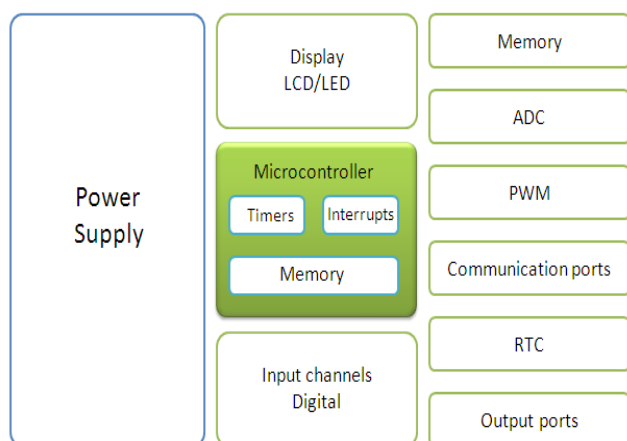 Power
Supply
Display
LCD/LED
Microcontroller
Timers
Interrupts
Memory
Input channels
Digital
Memory
ADC
PWM
Communication ports
RTC
Output ports